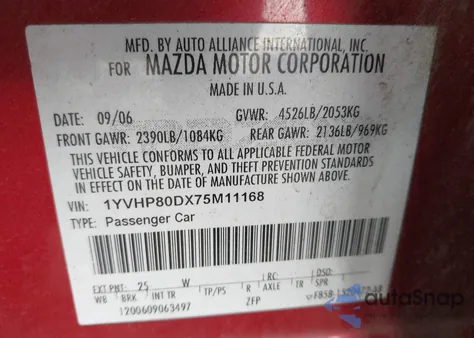 MFD. BY AUTO ALLIANCE INTERNATIONAL, INC.
FOR MAZDA MOTOR CORPORATION
MADE IN U.S.A.
DATE: 09/06 GVWR: 4526LB/2053KG
FRONT GAWR: 2390LB/1084KG REAR GAWR: 2136LB/969KG
THIS VEHICLE CONFORMS TO ALL APPLICABLE FEDERAL MOTOR
VEHICLE SAFETY, BUMPER, AND THEFT PREVENTION STANDARDS
IN EFFECT ON THE DATE OF MANUFACTURE SHOWN ABOVE.
VIN: 1YVHP80DX75M11168
TYPE: Passenger Car
EXT PNT: 25 W RC: DSO:
WB BRK INT TR TP/PS R AXLE TR SPR
ZFP
1200609063497
autoSnap